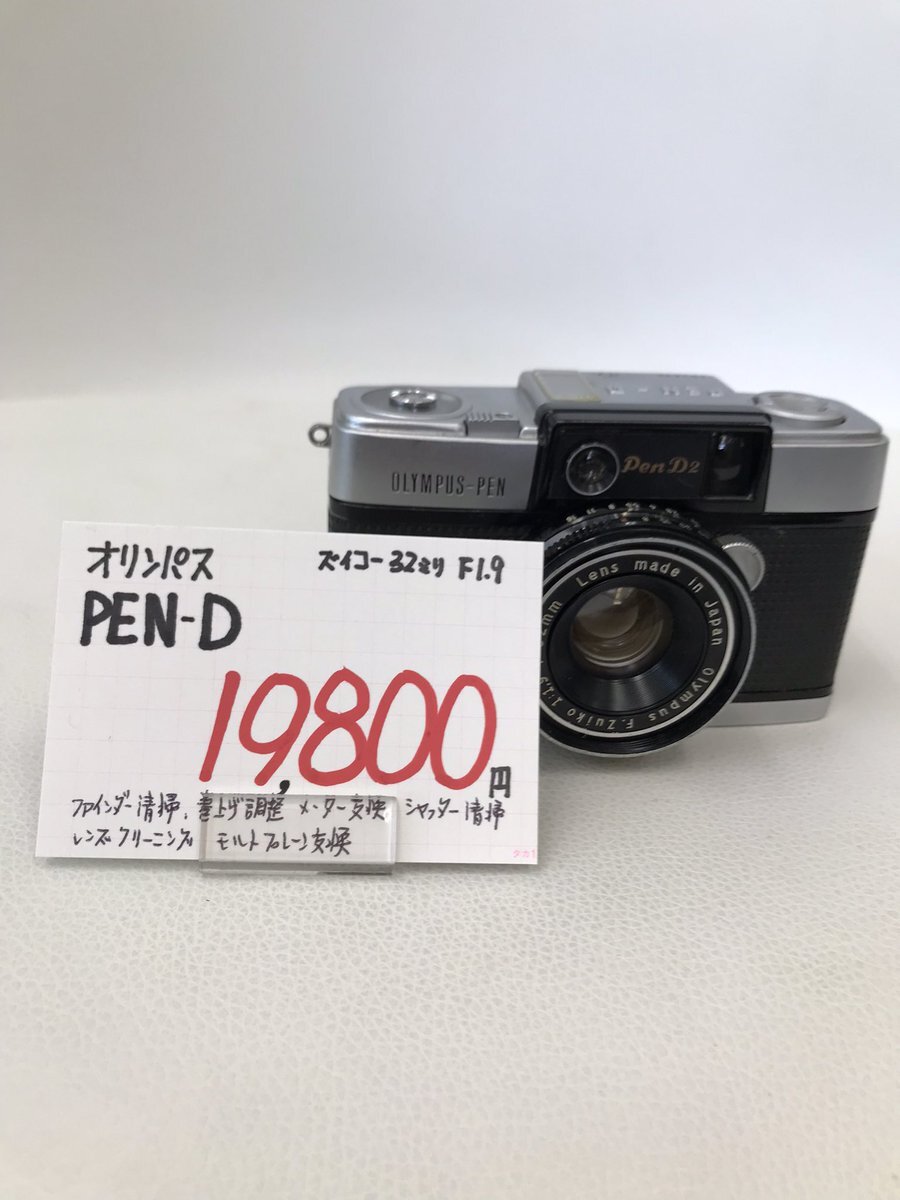 OLYMPUS-PEN
Pen D2
Lens made in Japan Olympus F.Zuiko 1:1.9
オリンパス
ズイコー32ミリ F1.9
PEN-D
19,800円
ファインダー清掃、巻上げ調整 メーター交換 シャッター清掃
レンズクリーニング モルトプレーン交換